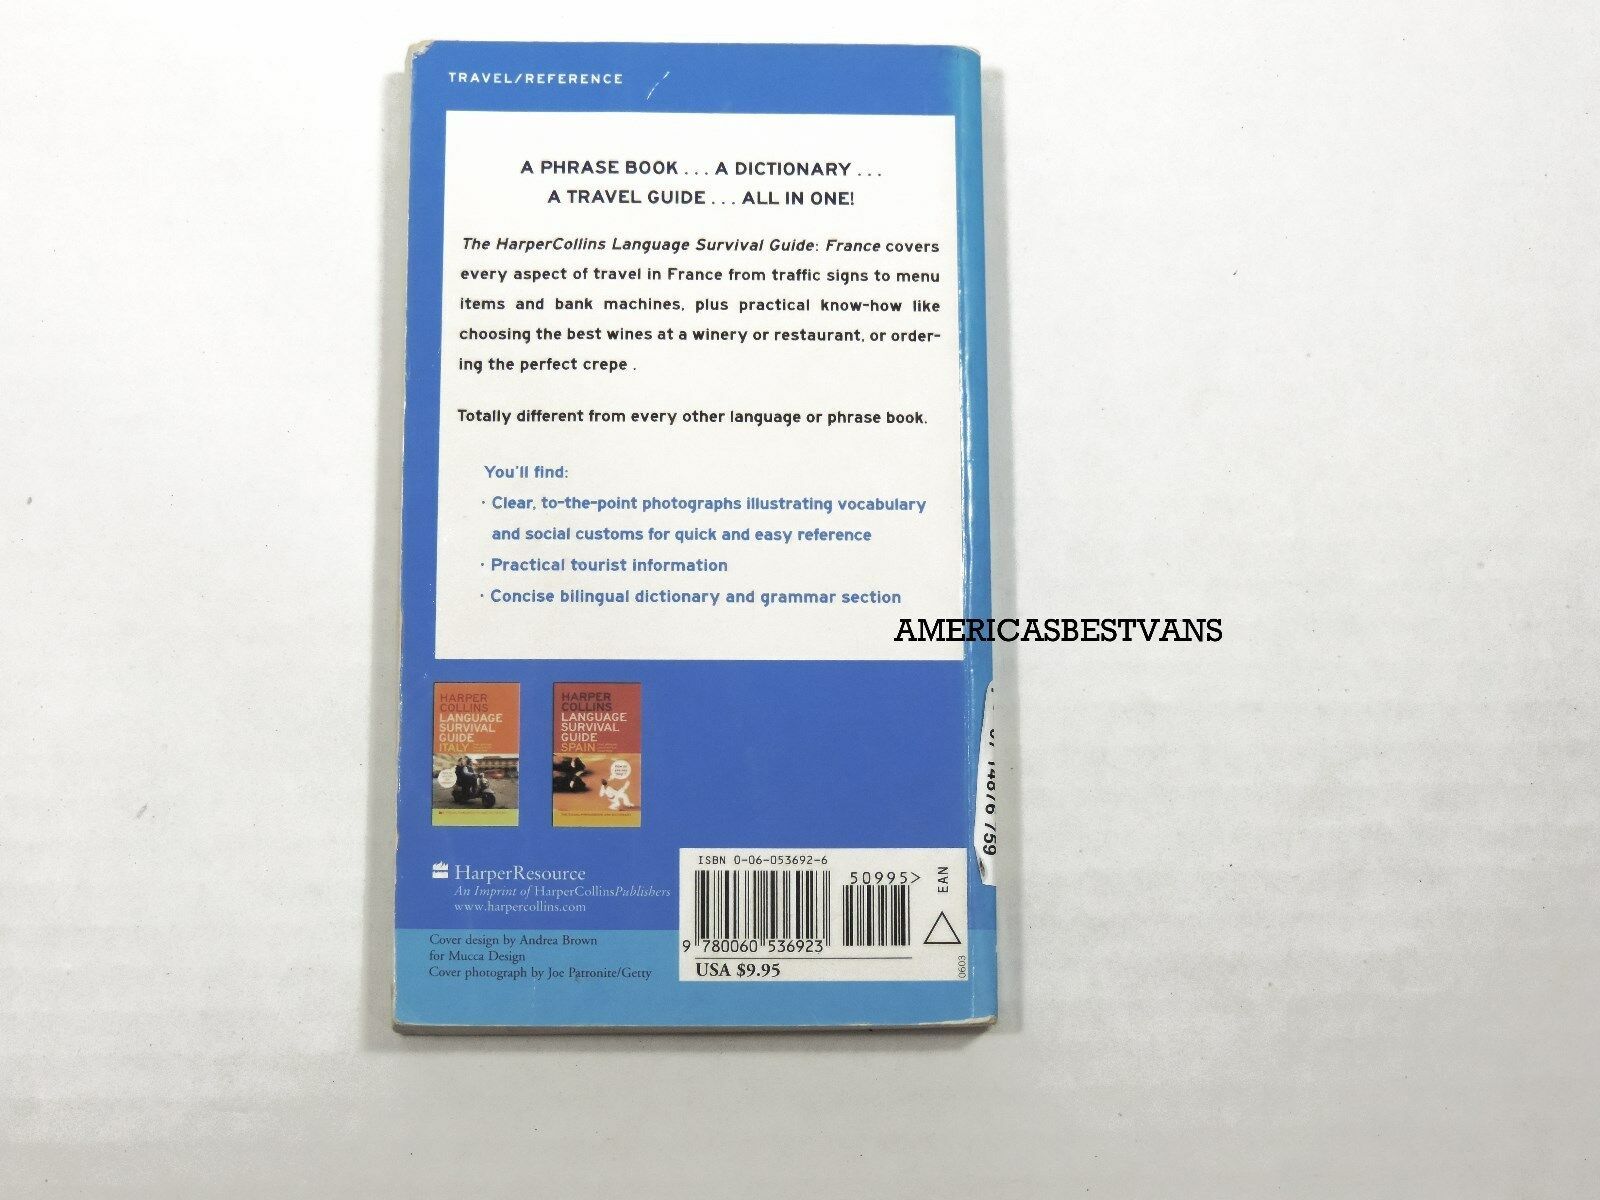 TRAVEL/REFERENCE
A PHRASE BOOK . . . A DICTIONARY . . .
A TRAVEL GUIDE . . . ALL IN ONE!
The HarperCollins Language Survival Guide: France covers
every aspect of travel in France from traffic signs to menu
items and bank machines, plus practical know-how like
choosing the best wines at a winery or restaurant, or order-
ing the perfect crepe .
Totally different from every other language or phrase book.
You'll find:
· Clear, to-the-point photographs illustrating vocabulary
and social customs for quick and easy reference
· Practical tourist information
· Concise bilingual dictionary and grammar section
AMERICASBESTVANS
HARPER
COLLINS
LANGUAGE
SURVIVAL
GUIDE
ITALY
HARPER
COLLINS
LANGUAGE
SURVIVAL
GUIDE
SPAIN
759
HarperResource
An Imprint of HarperCollinsPublishers
www.harpercollins.com
Cover design by Andrea Brown
for Mucca Design
Cover photograph by Joe Patronite/Getty
ISBN 0-06-053692-6
50995>
EAN
9 780060 536923
USA $9.95
0603